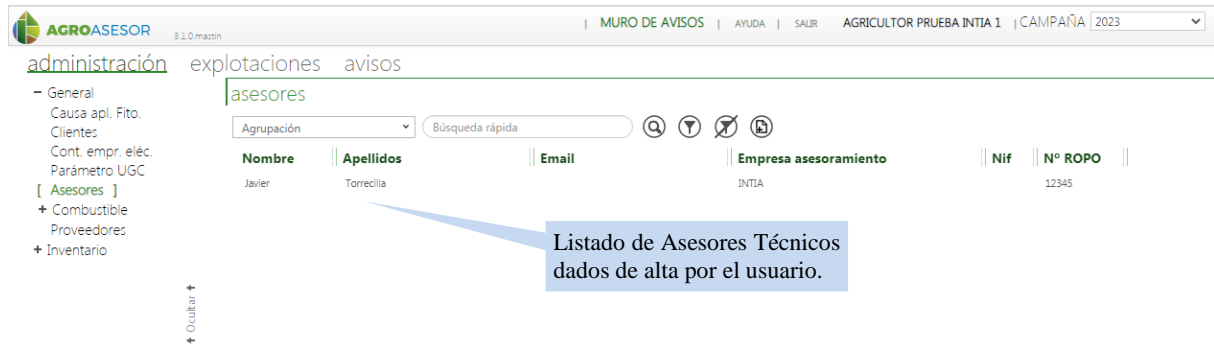 AGROASESOR 3.1.0.mastin | MURO DE AVISOS | AYUDA | SALIR AGRICULTOR PRUEBA INTIA 1 | CAMPAÑA 2023
administración explotaciones avisos
− General
Causa apl. Fito.
Clientes
Cont. empr. eléc.
Parámetro UGC
[ Asesores ]
+ Combustible
Proveedores
+ Inventario
Ocultar
asesores
Agrupación Búsqueda rápida
Nombre Apellidos Email Empresa asesoramiento Nif Nº ROPO
Javier Torrecilla INTIA 12345
Listado de Asesores Técnicos
dados de alta por el usuario.